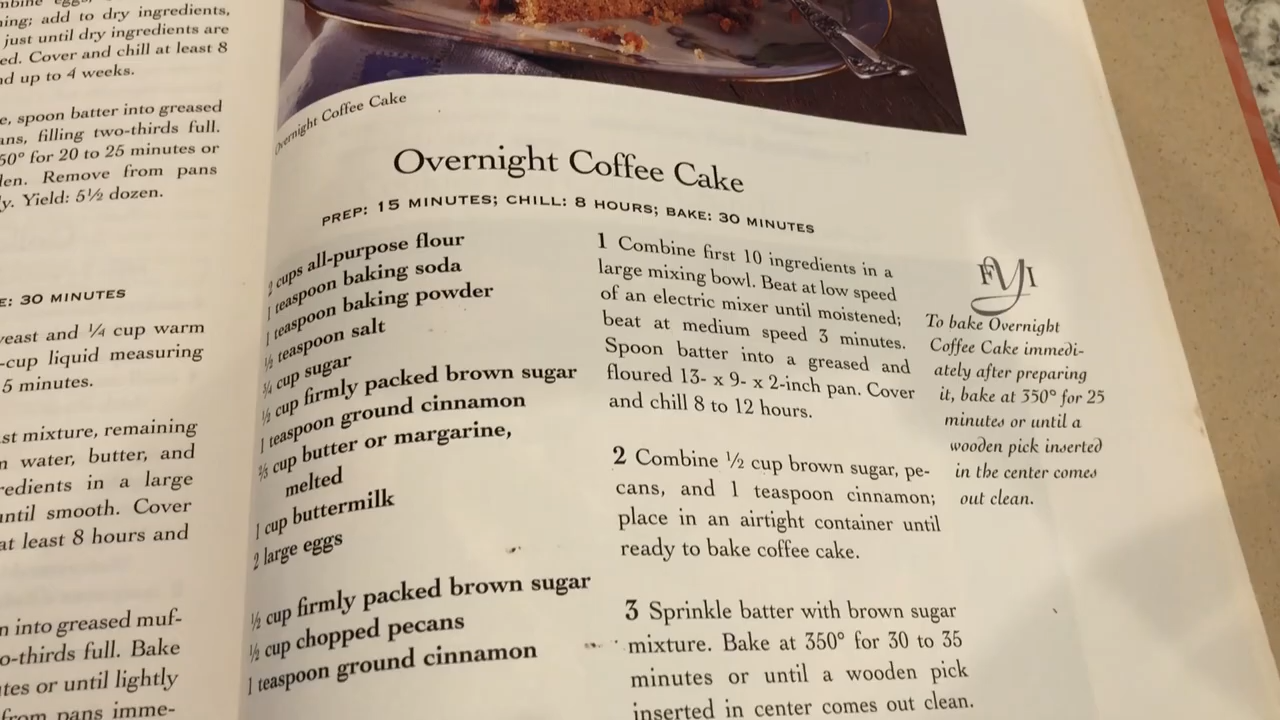 mbine eggs,
ning; add to dry ingredients,
just until dry ingredients are
ed. Cover and chill at least 8
nd up to 4 weeks.
e, spoon batter into greased
ans, filling two-thirds full.
50° for 20 to 25 minutes or
len. Remove from pans
y. Yield: 5½ dozen.
E: 30 MINUTES
yeast and ¼ cup warm
-cup liquid measuring
5 minutes.
st mixture, remaining
n water, butter, and
redients in a large
until smooth. Cover
at least 8 hours and
n into greased muf-
o-thirds full. Bake
tes or until lightly
from pans imme-
Overnight Coffee Cake
Overnight Coffee Cake
PREP: 15 MINUTES; CHILL: 8 HOURS; BAKE: 30 MINUTES
2 cups all-purpose flour
1 teaspoon baking soda
1 teaspoon baking powder
½ teaspoon salt
¾ cup sugar
½ cup firmly packed brown sugar
1 teaspoon ground cinnamon
⅔ cup butter or margarine,
melted
1 cup buttermilk
2 large eggs
½ cup firmly packed brown sugar
½ cup chopped pecans
1 teaspoon ground cinnamon
1 Combine first 10 ingredients in a
large mixing bowl. Beat at low speed
of an electric mixer until moistened;
beat at medium speed 3 minutes.
Spoon batter into a greased and
floured 13- x 9- x 2-inch pan. Cover
and chill 8 to 12 hours.
2 Combine ½ cup brown sugar, pe-
cans, and 1 teaspoon cinnamon;
place in an airtight container until
ready to bake coffee cake.
3 Sprinkle batter with brown sugar
mixture. Bake at 350° for 30 to 35
minutes or until a wooden pick
inserted in center comes out clean.
FYI
To bake Overnight
Coffee Cake immedi-
ately after preparing
it, bake at 350° for 25
minutes or until a
wooden pick inserted
in the center comes
out clean.